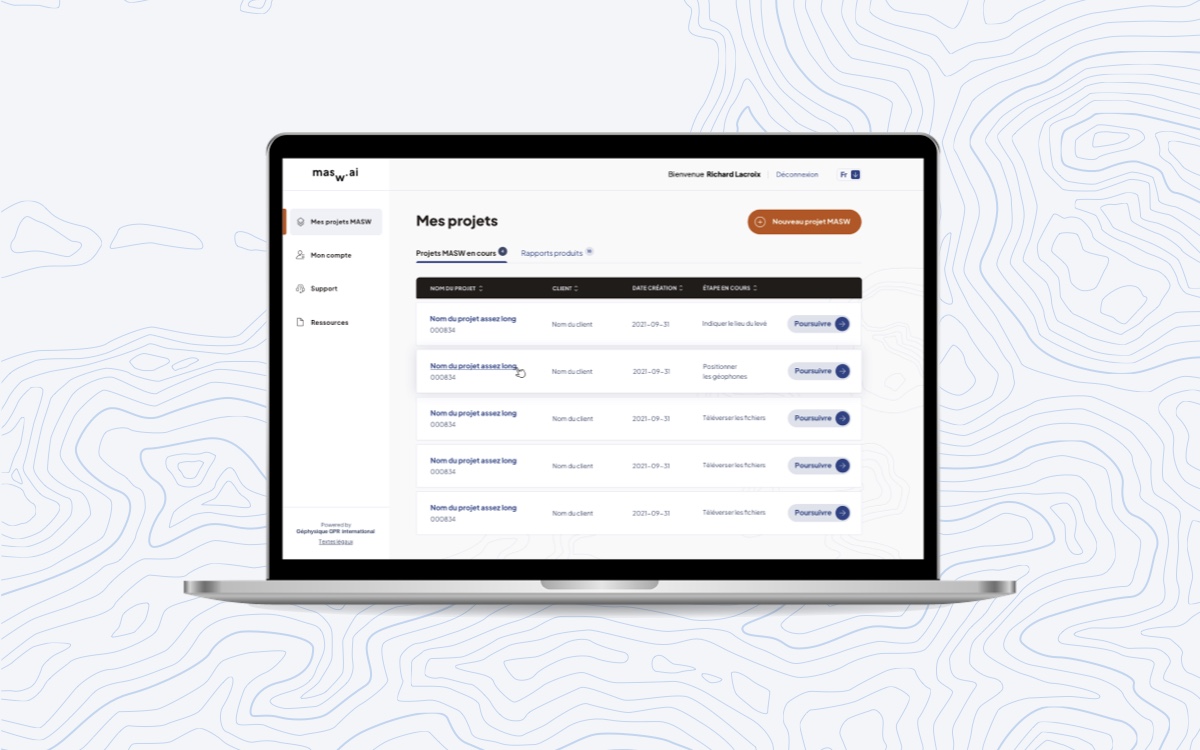 mas w.ai
Bienvenue Richard Lacroix
Déconnexion
Fr
Mes projets MASW
Mon compte
Support
Ressources
Powered by
Géphysique GPR international
Textes légaux
Mes projets
Nouveau projet MASW
Projets MASW en cours
Rapports produits
NOM DU PROJET
CLIENT
DATE CRÉATION
ÉTAPE EN COURS
Nom du projet assez long
000834
Nom du client
2021-09-31
Indiquer le lieu du levé
Poursuivre
Nom du projet assez long
000834
Nom du client
2021-09-31
Positionner
les géophones
Poursuivre
Nom du projet assez long
000834
Nom du client
2021-09-31
Téléverser les fichiers
Poursuivre
Nom du projet assez long
000834
Nom du client
2021-09-31
Téléverser les fichiers
Poursuivre
Nom du projet assez long
000834
Nom du client
2021-09-31
Téléverser les fichiers
Poursuivre